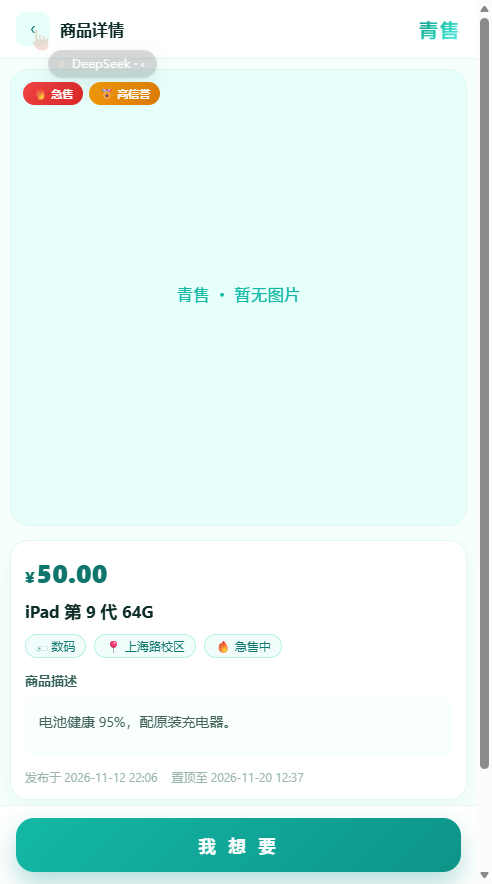 商品详情
青售
DeepSeek
急售
高信誉
青售 · 暂无图片
¥50.00
iPad 第 9 代 64G
数码
上海路校区
急售中
商品描述
电池健康 95%，配原装充电器。
发布于 2026-11-12 22:06 置顶至 2026-11-20 12:37
我想要